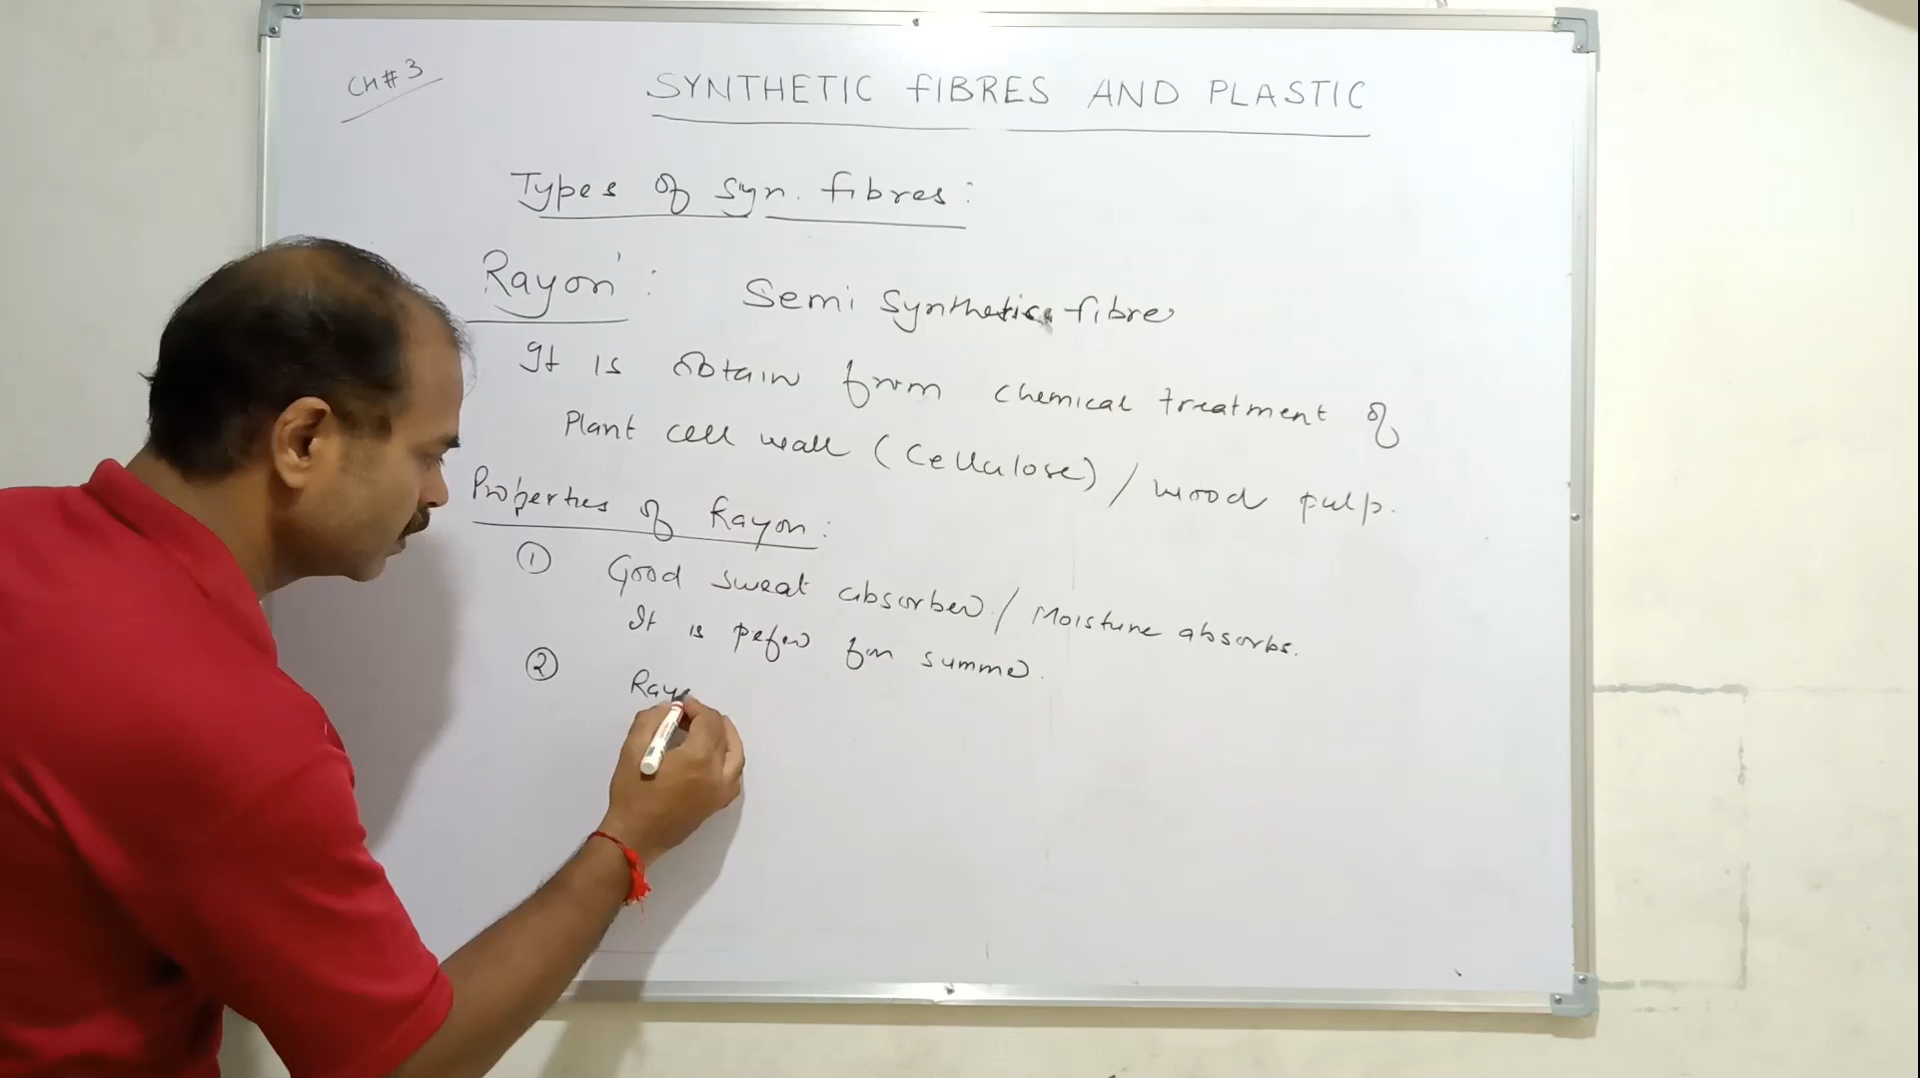 CH#3
SYNTHETIC FIBRES AND PLASTIC
Types of Syn. fibres:
Rayon': Semi Synthetic fibre
It is obtain from chemical treatment of
Plant cell wall (Cellulose) / wood pulp.
Properties of Rayon:
① Good sweat absorber / Moisture absorbs.
It is prefer for summer.
② Rayo